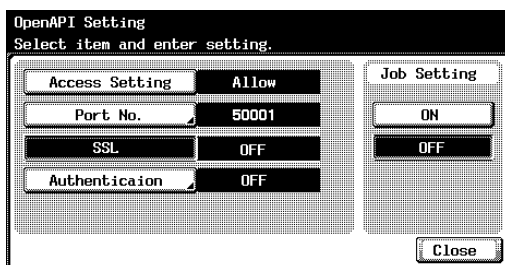 OpenAPI Setting
Select item and enter setting.
Access Setting Allow
Port No. 50001
SSL OFF
Authenticaion OFF
Job Setting
ON
OFF
Close